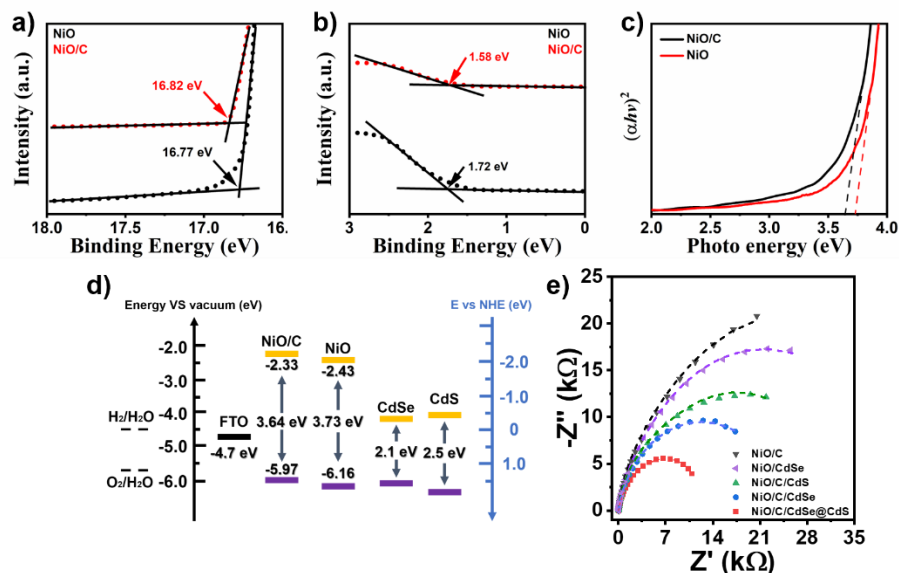 a)
NiO
NiO/C
16.82 eV
16.77 eV
Intensity (a.u.)
18.0 17.5 17.0 16.
Binding Energy (eV)
b)
NiO
NiO/C
1.58 eV
1.72 eV
Intensity (a.u.)
3 2 1 0
Binding Energy (eV)
c)
NiO/C
NiO
(αhν)²
2.0 2.5 3.0 3.5 4.0
Photo energy (eV)
d)
Energy VS vacuum (eV)
E vs NHE (eV)
-2.0
-3.0
-4.0
-5.0
-6.0
H₂/H₂O
O₂/H₂O
FTO
-4.7 eV
NiO/C
-2.33
3.64 eV
-5.97
NiO
-2.43
3.73 eV
-6.16
CdSe
2.1 eV
CdS
2.5 eV
-2.0
-1.0
0
1.0
e)
-Z'' (kΩ)
25
20
15
10
5
0
NiO/C
NiO/CdSe
NiO/C/CdS
NiO/C/CdSe
NiO/C/CdSe@CdS
0 7 14 21 28 35
Z' (kΩ)